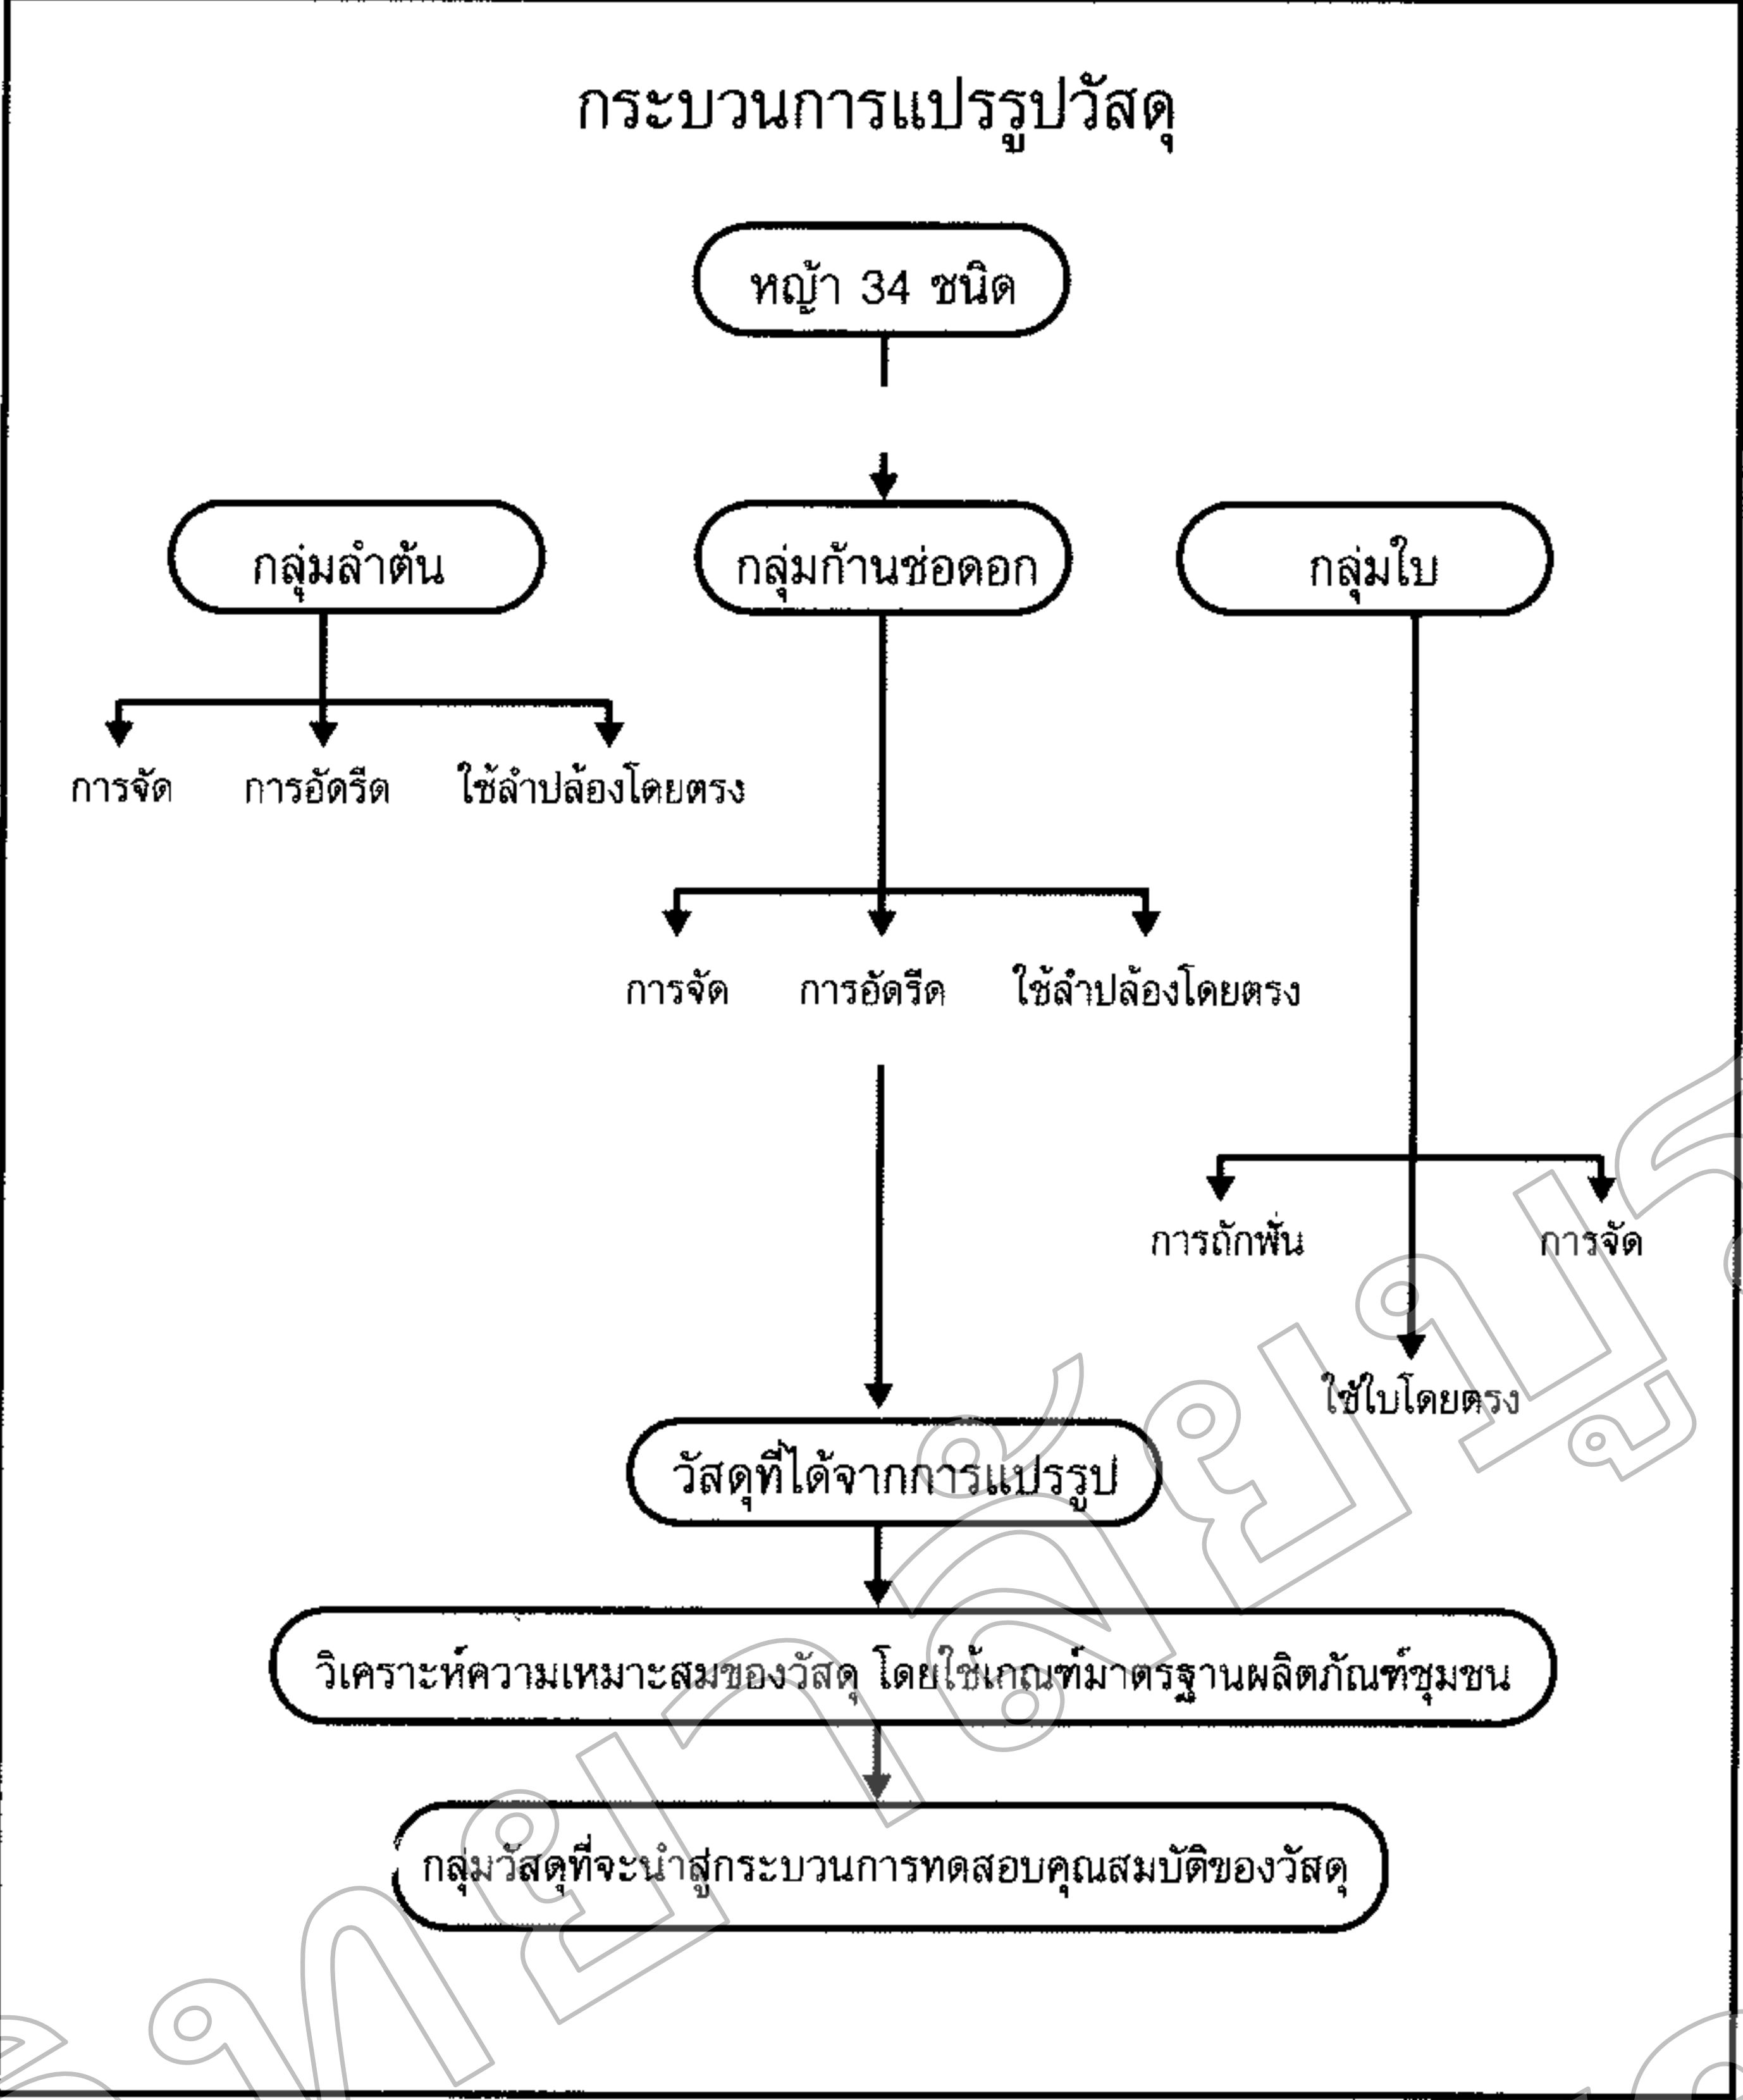 กระบวนการแปรรูปวัสดุ
หญ้า 34 ชนิด
กลุ่มลำต้น
กลุ่มก้านช่อดอก
กลุ่มใบ
การจัด
การอัดรีด
ใช้ลำปล้องโดยตรง
การจัด
การอัดรีด
ใช้ลำปล้องโดยตรง
การถักฟั่น
การจัด
ใช้ใบโดยตรง
วัสดุที่ได้จากการแปรรูป
วิเคราะห์ความเหมาะสมของวัสดุ โดยใช้เกณฑ์มาตรฐานผลิตภัณฑ์ชุมชน
กลุ่มวัสดุที่จะนำสู่กระบวนการทดสอบคุณสมบัติของวัสดุ